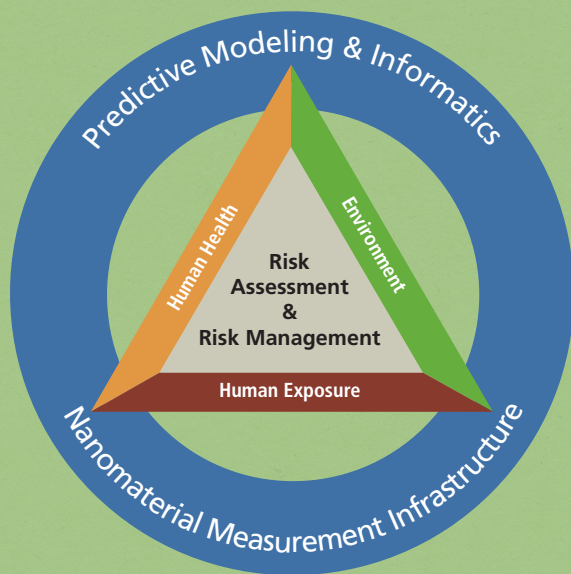 Predictive Modeling & Informatics
Human Health
Environment
Risk
Assessment
&
Risk Management
Human Exposure
Nanomaterial Measurement Infrastructure